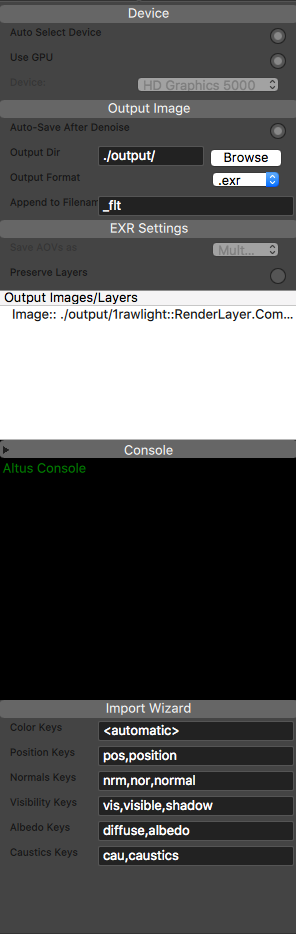 Device
Auto Select Device
Use GPU
Device: HD Graphics 5000
Output Image
Auto-Save After Denoise
Output Dir ./output/ Browse
Output Format .exr
Append to Filenam _flt
EXR Settings
Save AOVs as Mult...
Preserve Layers
Output Images/Layers
Image:: ./output/1rawlight::RenderLayer.Com...
Console
Altus Console
Import Wizard
Color Keys <automatic>
Position Keys pos,position
Normals Keys nrm,nor,normal
Visibility Keys vis,visible,shadow
Albedo Keys diffuse,albedo
Caustics Keys cau,caustics